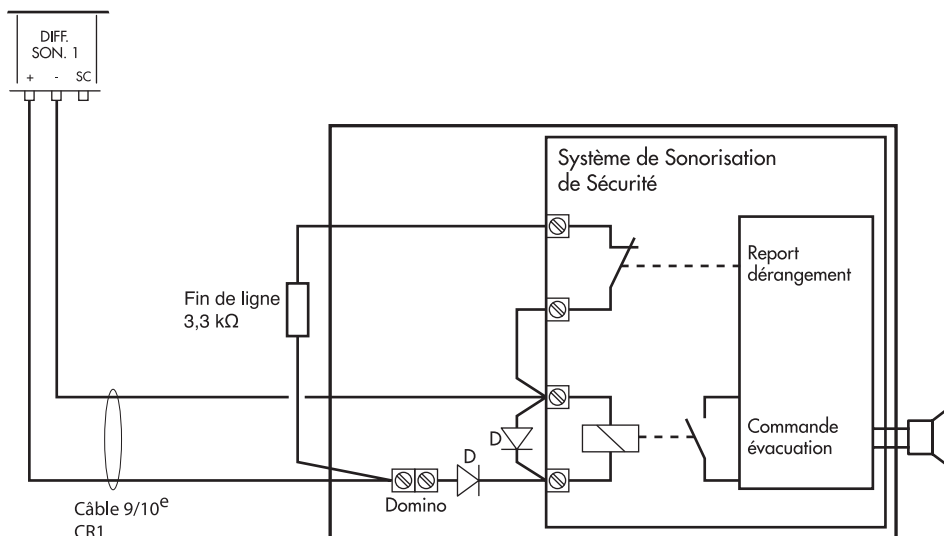 DIFF.
SON. 1
+ - SC
Système de Sonorisation
de Sécurité
Report
dérangement
Fin de ligne
3,3 kΩ
Commande
évacuation
D
D
Domino
Câble 9/10e
CR1